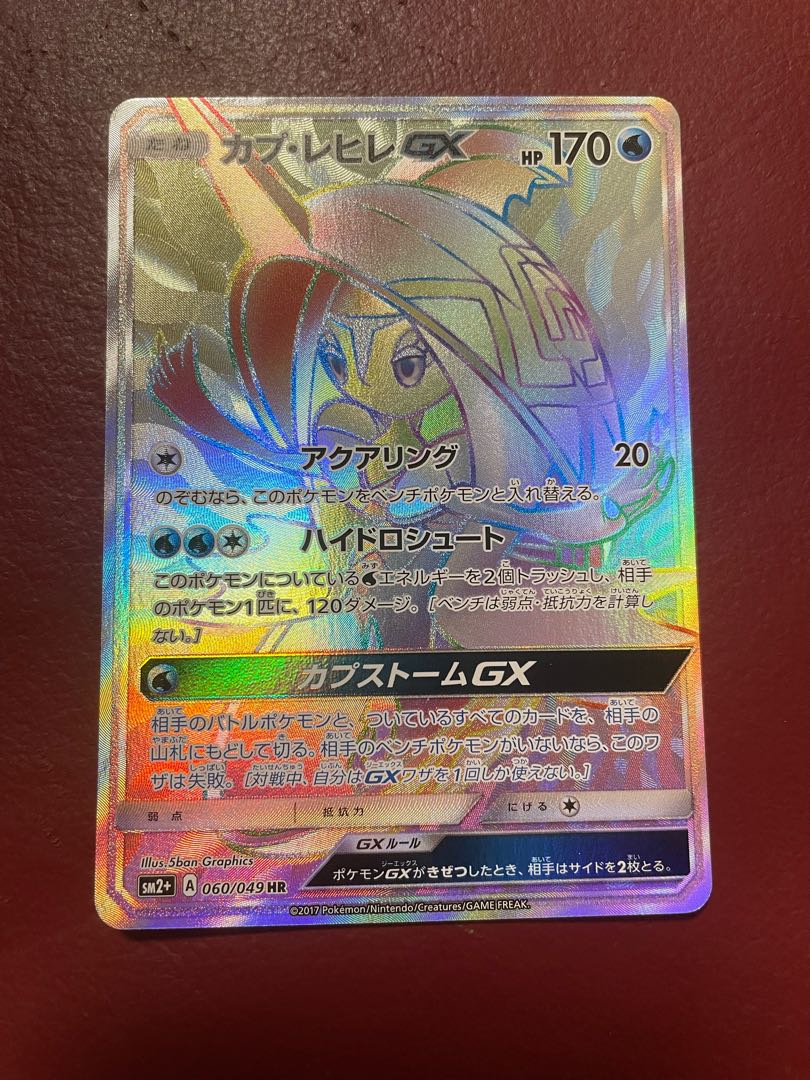 たね カプ・レヒレGX HP170
アクアリング 20
のぞむなら、このポケモンをベンチポケモンと入れ替える。
ハイドロシュート
このポケモンについているエネルギーを2個トラッシュし、相手
のポケモン1匹に、120ダメージ。[ベンチは弱点・抵抗力を計算し
ない。]
カプストームGX
相手のバトルポケモンと、ついているすべてのカードを、相手の
山札にもどして切る。相手のベンチポケモンがいないなら、このワ
ザは失敗。[対戦中、自分はGXワザを1回しか使えない。]
弱点 抵抗力 にげる
GXルール
Illus.5ban Graphics
ポケモンGXがきぜつしたとき、相手はサイドを2枚とる。
SM2+ A 060/049 HR
©2017 Pokémon/Nintendo/Creatures/GAME FREAK.